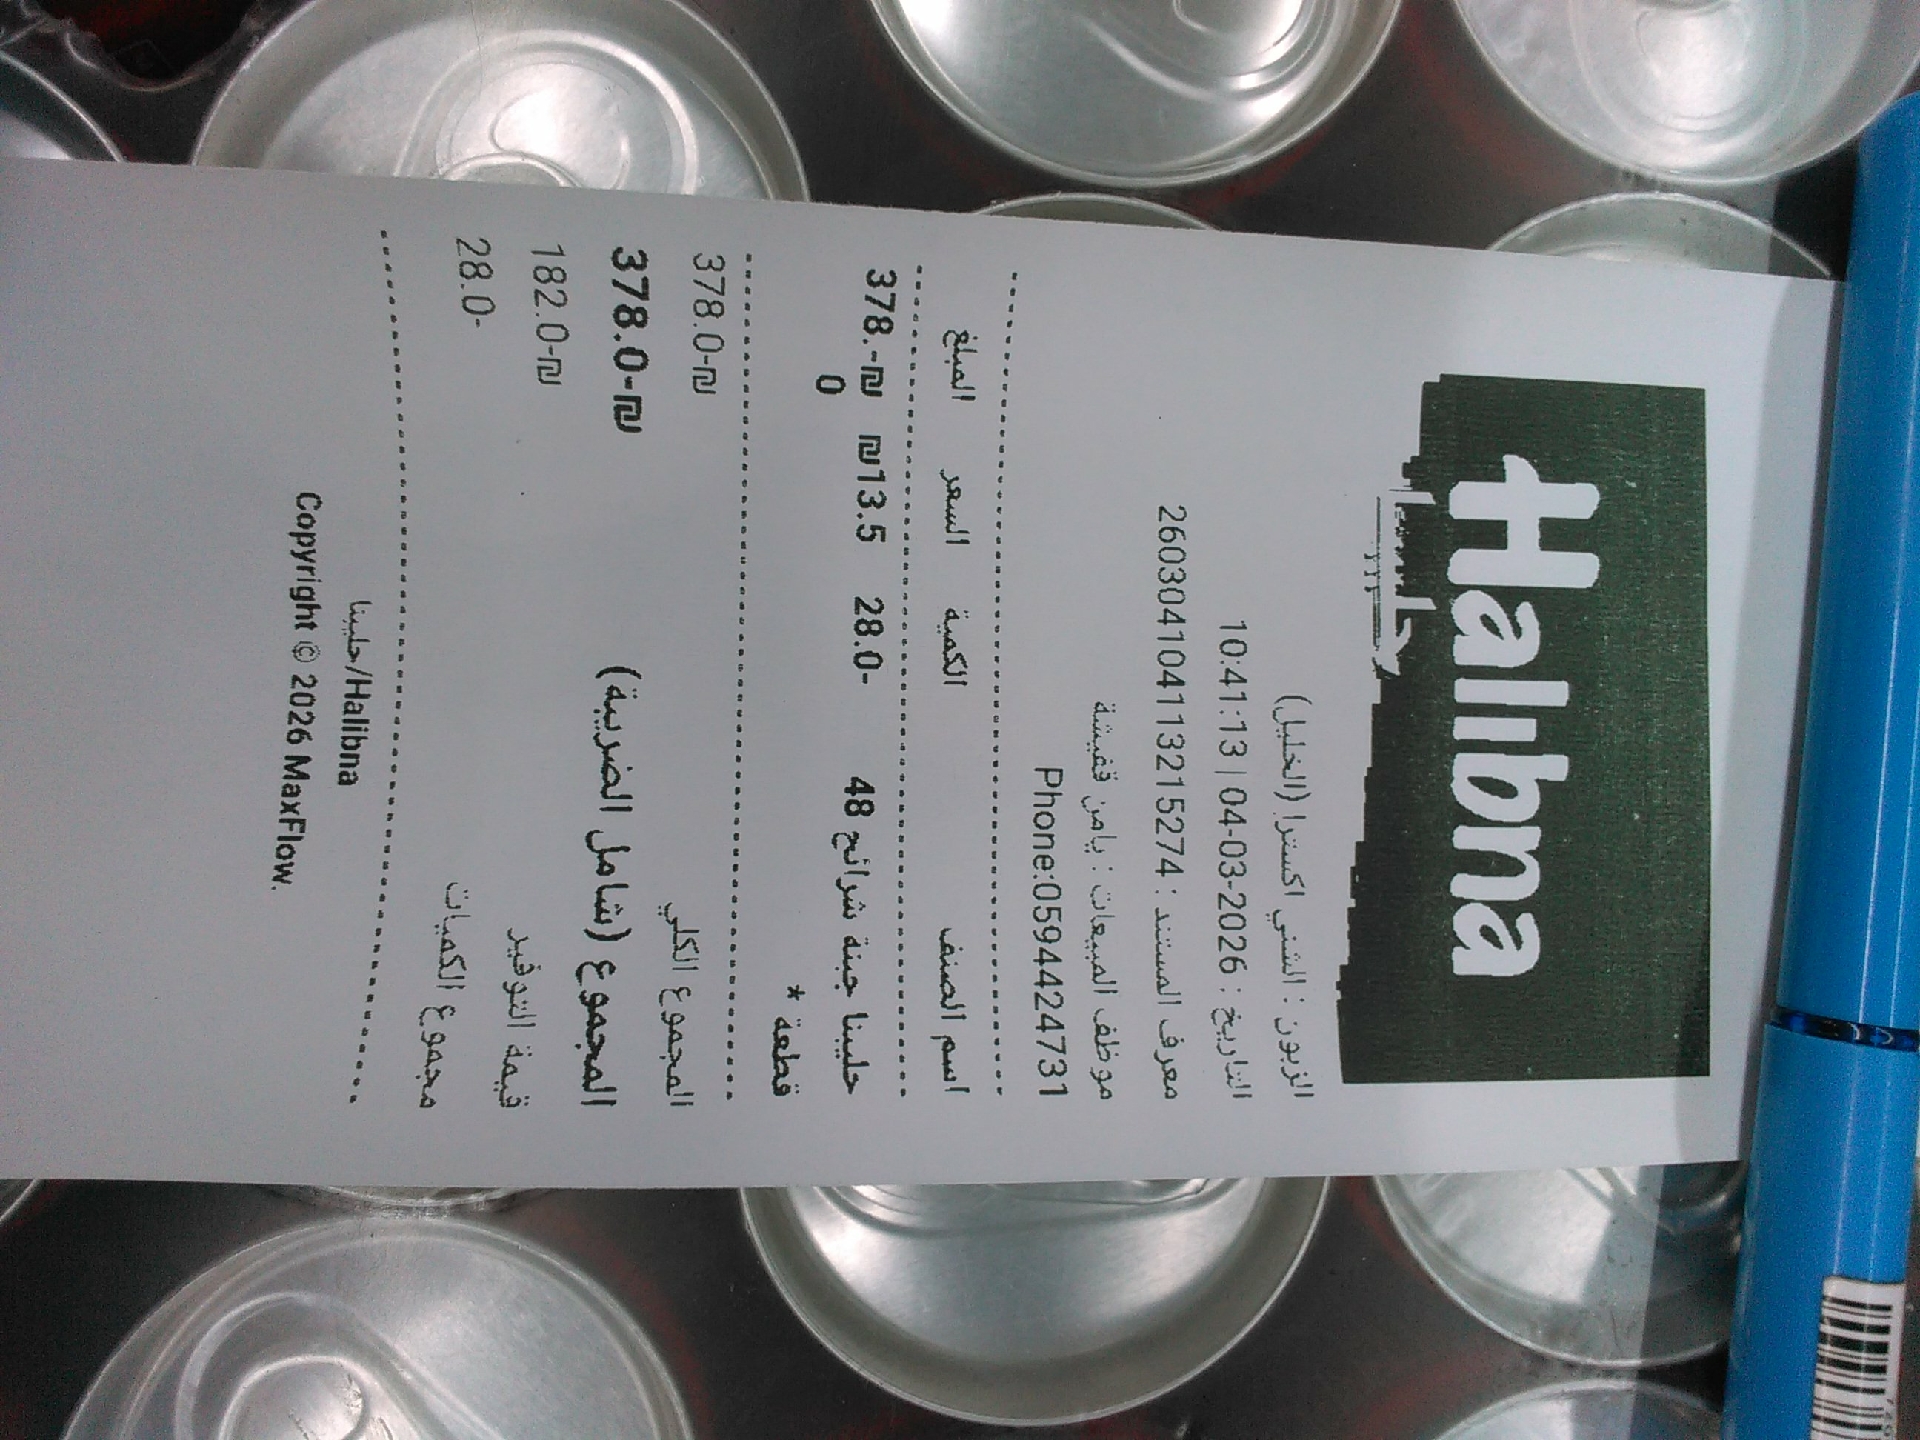 Halibna
حليبنا
الزبون : الشني اكسترا (الخليل)
التاريخ : 2026-03-04 | 10:41:13
معرف المستند : 260304104113215274
موظف المبيعات : يامن قفيشة
Phone:0594424731
اسم الصنف الكمية السعر المبلغ
حليبنا جبنة شرائح 48 28.0- ₪13.5 378.-₪
قطعة * 0
المجموع الكلي 378.0-₪
المجموع (شامل الضريبة) 378.0-₪
قيمة التوفير 182.0-₪
مجموع الكميات 28.0-
حليبنا/Halibna
Copyright © 2026 MaxFlow.